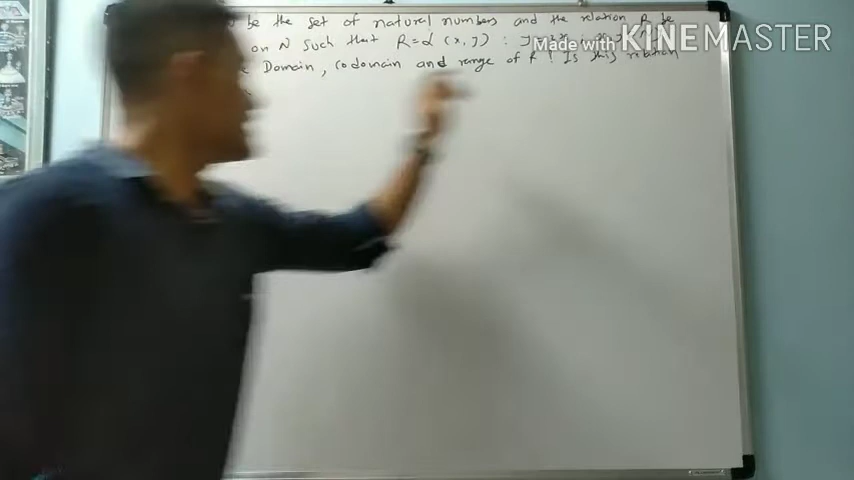 be the set of natural numbers and the relation R be
on N such that R = { (x, y) :
Domain, codomain and range of R ! Is this relation
Made with KINEMASTER